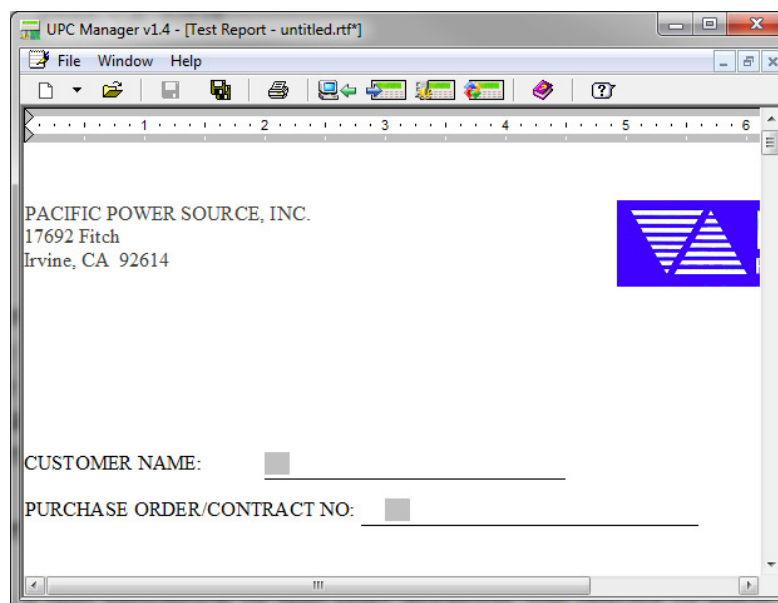 UPC Manager v1.4 - [Test Report - untitled.rtf*]
File Window Help
1 2 3 4 5 6
PACIFIC POWER SOURCE, INC.
17692 Fitch
Irvine, CA 92614
CUSTOMER NAME:
PURCHASE ORDER/CONTRACT NO: